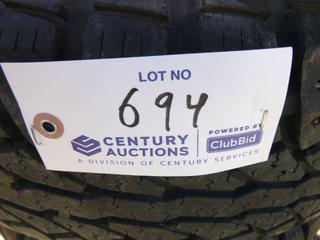 LOT NO
694
CENTURY AUCTIONS
POWERED BY
ClubBid
A DIVISION OF CENTURY SERVICES